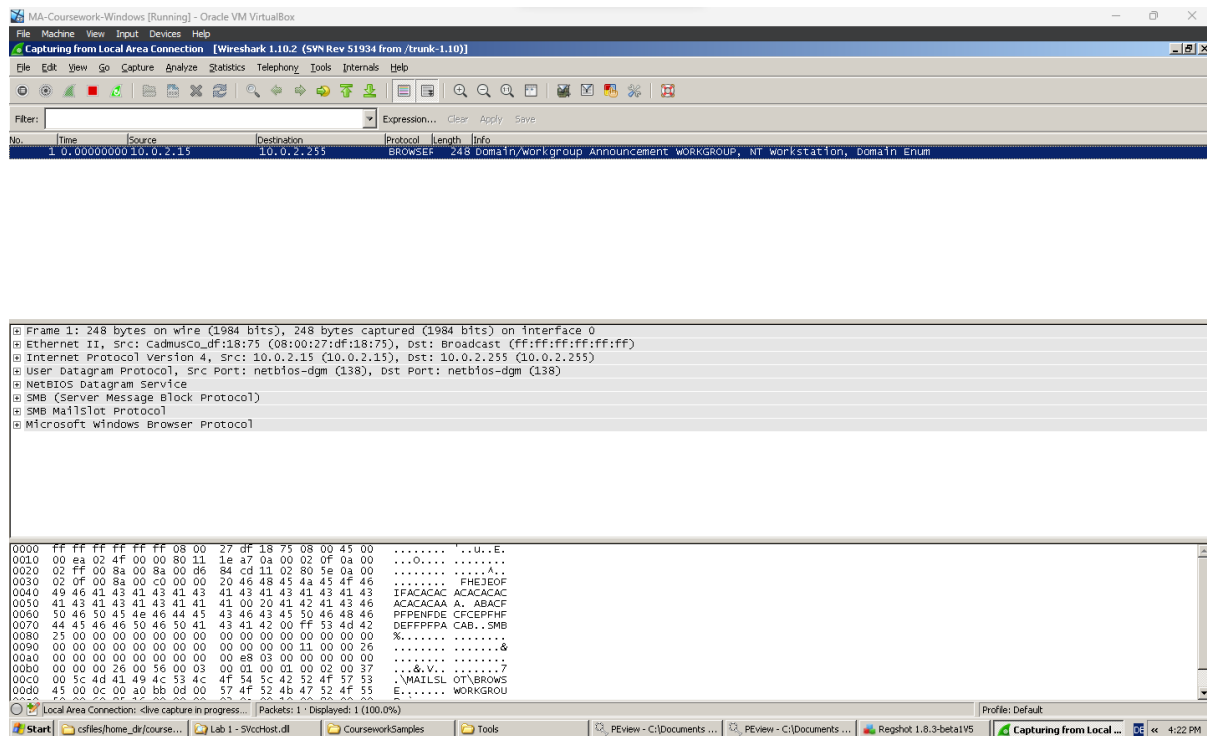 MA-Coursework-Windows [Running] - Oracle VM VirtualBox
File Machine View Input Devices Help
Capturing from Local Area Connection [Wireshark 1.10.2 (SVN Rev 51934 from /trunk-1.10)]
File Edit View Go Capture Analyze Statistics Telephony Tools Internals Help
Filter: Expression... Clear Apply Save
No. Time Source Destination Protocol Length Info
1 0.00000000 10.0.2.15 10.0.2.255 BROWSER 248 Domain/Workgroup Announcement WORKGROUP, NT Workstation, Domain Enum
Frame 1: 248 bytes on wire (1984 bits), 248 bytes captured (1984 bits) on interface 0
Ethernet II, Src: CadmusCo_df:18:75 (08:00:27:df:18:75), Dst: Broadcast (ff:ff:ff:ff:ff:ff)
Internet Protocol Version 4, Src: 10.0.2.15 (10.0.2.15), Dst: 10.0.2.255 (10.0.2.255)
User Datagram Protocol, Src Port: netbios-dgm (138), Dst Port: netbios-dgm (138)
NetBIOS Datagram Service
SMB (Server Message Block Protocol)
SMB MailSlot Protocol
Microsoft Windows Browser Protocol
0000 ff ff ff ff ff ff 08 00 27 df 18 75 08 00 45 00 ........ '..u..E.
0010 00 ea 02 4f 00 00 80 11 1e a7 0a 00 02 0f 0a 00 ...O.... ........
0020 02 ff 00 8a 00 8a 00 d6 84 cd 11 02 80 5e 0a 00 ........ .....^..
0030 02 0f 00 8a 00 c0 00 00 20 46 48 45 4a 45 4f 46 ........ FHEJEOF
0040 49 46 41 43 41 43 41 43 41 43 41 43 41 43 41 43 IFACACAC ACACACAC
0050 41 43 41 43 41 43 41 41 41 00 20 41 42 41 43 46 ACACACAA A. ABACF
0060 50 46 50 45 4e 46 44 45 43 46 43 45 50 46 48 46 PFPENFDE CFCEPFHF
0070 44 45 46 46 50 46 50 41 43 41 42 00 ff 53 4d 42 DEFFPFPA CAB..SMB
0080 25 00 00 00 00 00 00 00 00 00 00 00 00 00 00 00 %....... ........
0090 00 00 00 00 00 00 00 00 00 00 00 00 11 00 00 26 ........ .......&
00a0 00 00 00 00 00 00 00 00 00 e8 03 00 00 00 00 00 ........ ........
00b0 00 00 00 26 00 56 00 03 00 01 00 01 00 02 00 37 ...&.V.. .......7
00c0 00 5c 4d 41 49 4c 53 4c 4f 54 5c 42 52 4f 57 53 .\MAILSL OT\BROWS
00d0 45 00 0c 00 a0 bb 0d 00 57 4f 52 4b 47 52 4f 55 E....... WORKGROU
Local Area Connection: <live capture in progress... Packets: 1 · Displayed: 1 (100.0%) Profile: Default
Start csfiles/home_dir/course... Lab 1 - SVccHost.dl CourseworkSamples Tools PEview - C:\Documents ... PEview - C:\Documents ... Regshot 1.8.3-beta1V5 Capturing from Local ... DE « 4:22 PM